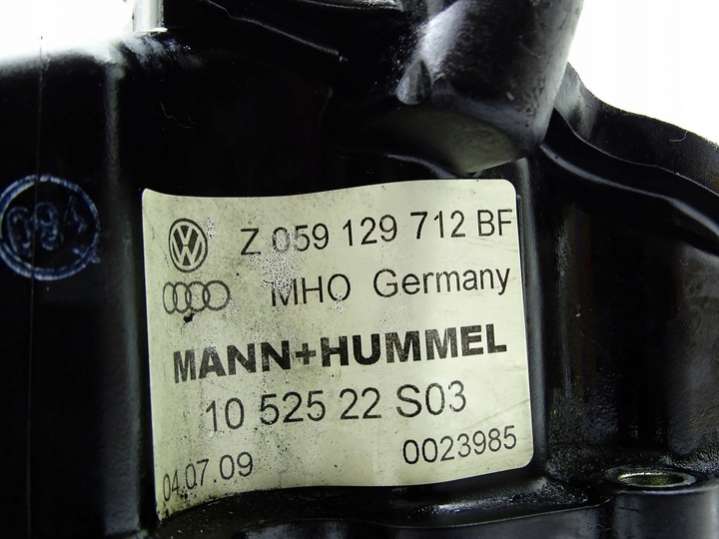 Z 059 129 712 BF
MHO Germany
MANN+HUMMEL
10 525 22 S03
04.07.09
0023985